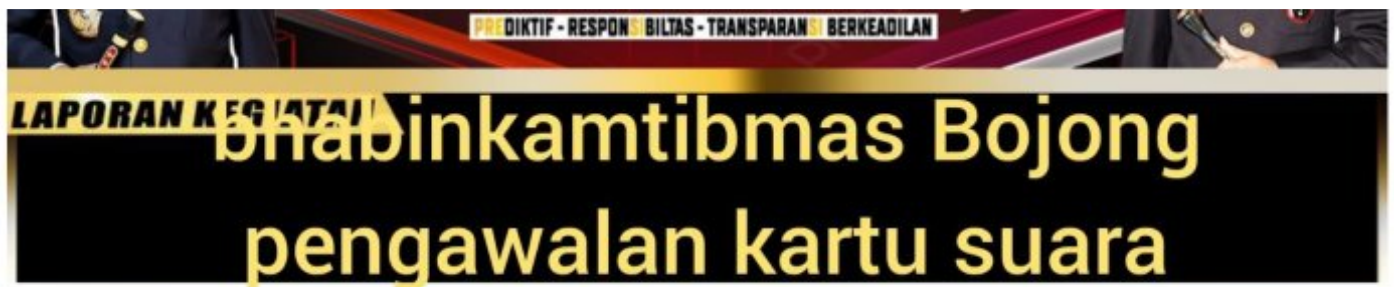 PREDIKTIF - RESPONSIBILTAS - TRANSPARANSI BERKEADILAN
LAPORAN KEGIATAN
bhabinkamtibmas Bojong
pengawalan kartu suara